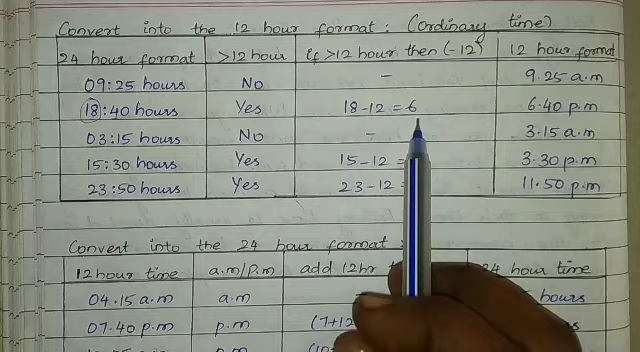 Convert into the 12 hour format: (Ordinary time)
24 hour format >12 hour If >12 hour then (-12) 12 hour format
09:25 hours No - 9.25 a.m
18:40 hours Yes 18-12=6 6.40 p.m
03:15 hours No - 3.15 a.m
15:30 hours Yes 15-12= 3.30 p.m
23:50 hours Yes 23-12 11.50 p.m
Convert into the 24 hour format:
12 hour time a.m/p.m add 12hr hour time
04.15 a.m a.m hours
07.40 p.m p.m (7+12